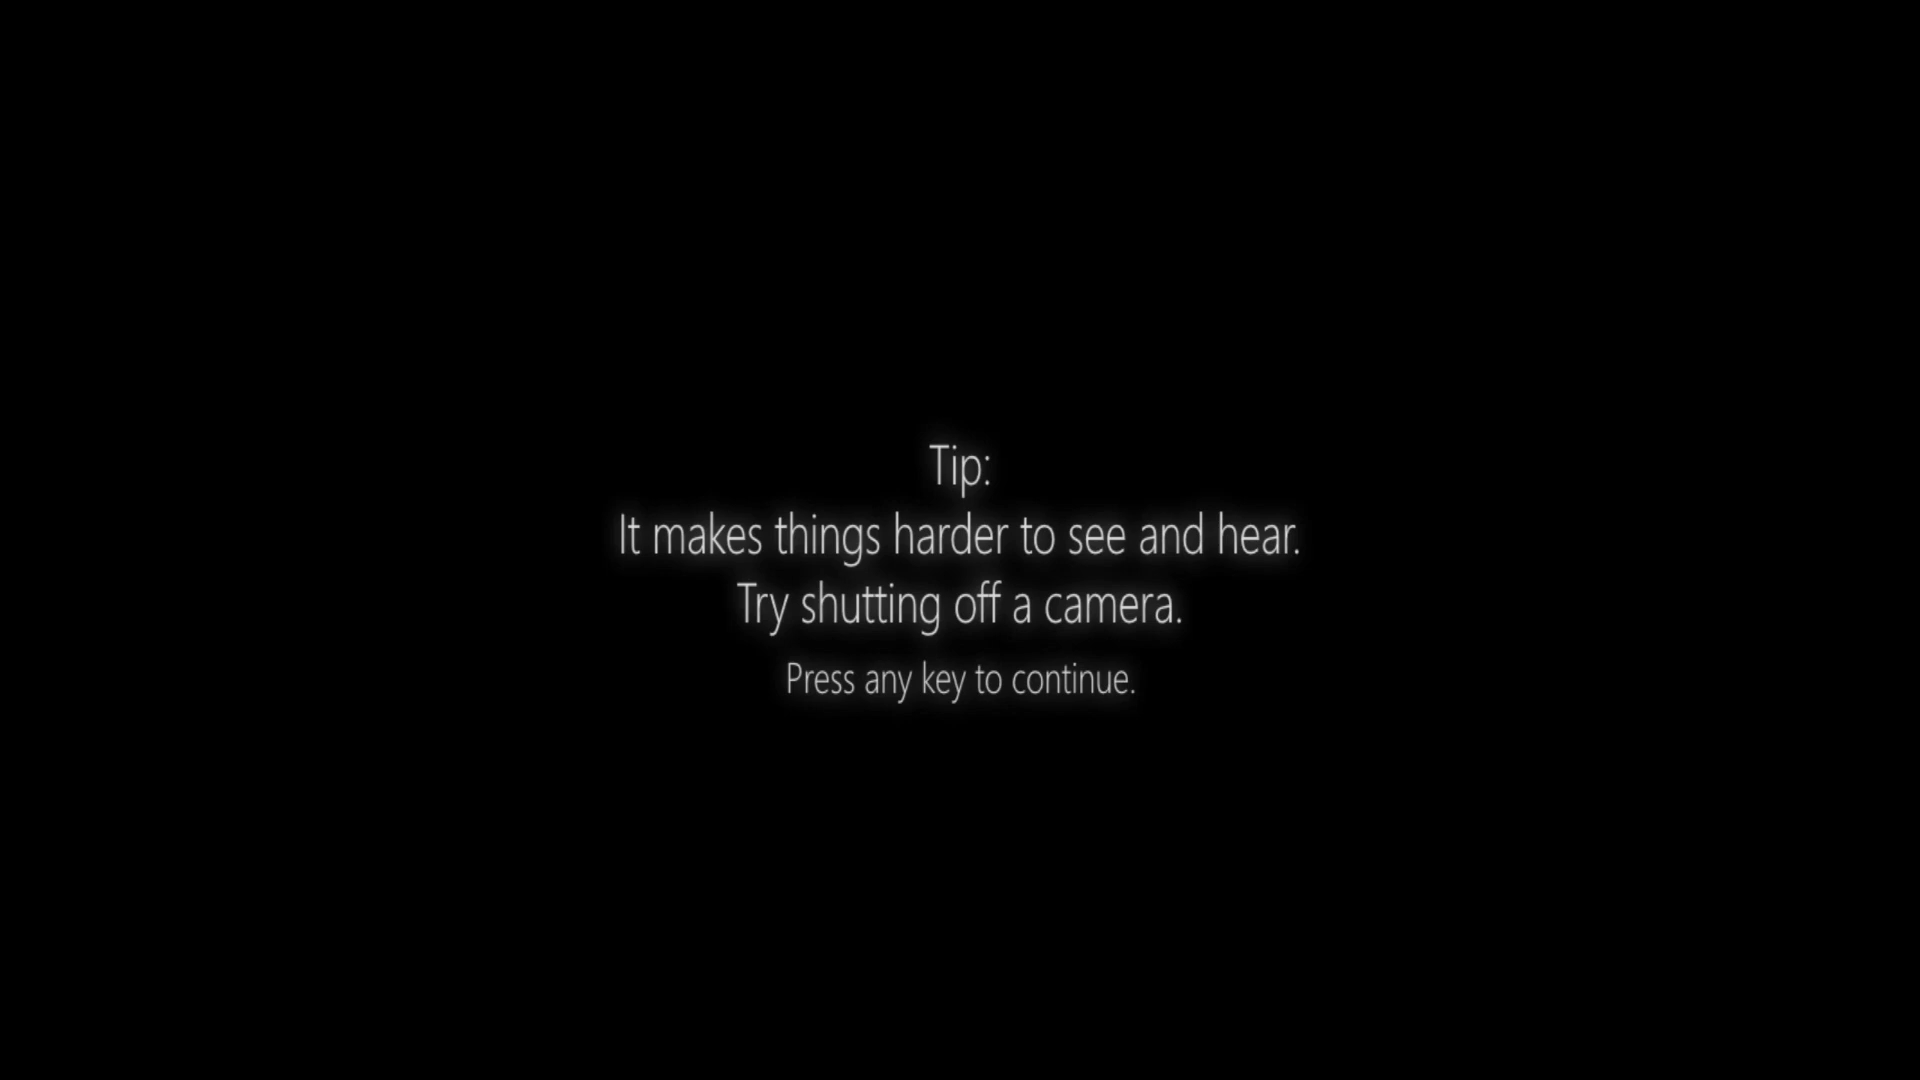 Tip:
It makes things harder to see and hear.
Try shutting off a camera.
Press any key to continue.